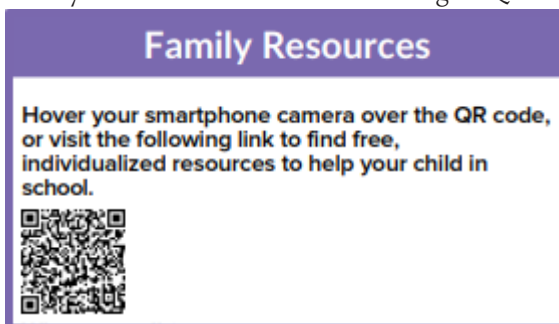 Family Resources
Hover your smartphone camera over the QR code,
or visit the following link to find free,
individualized resources to help your child in
school.